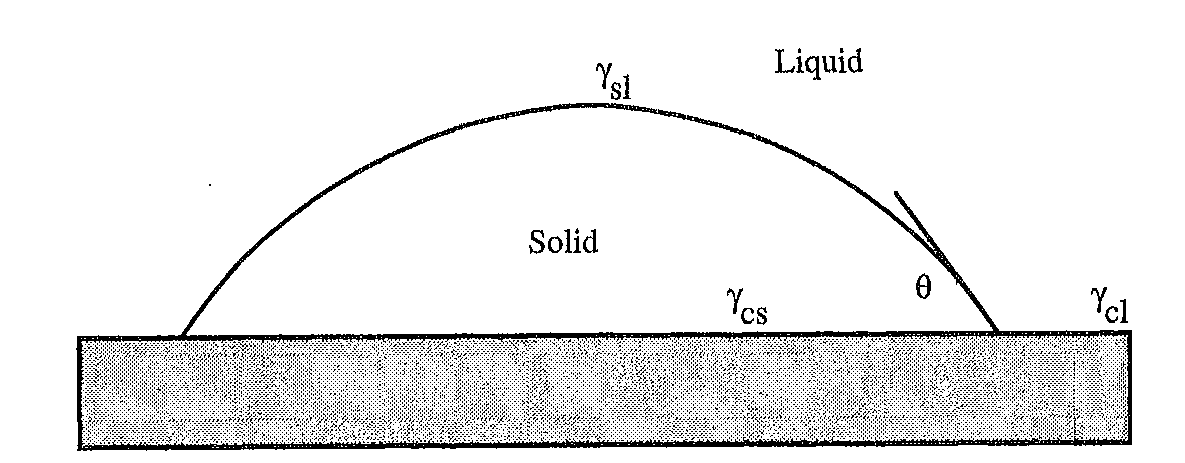 Liquid
γsl
Solid
θ
γcs
γcl